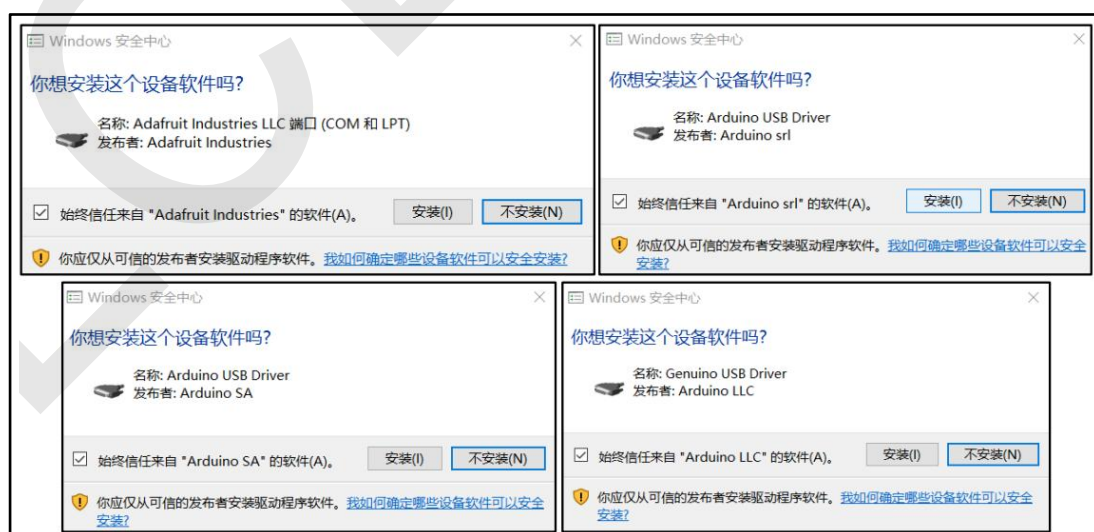 Windows 安全中心
你想安装这个设备软件吗?
名称: Adafruit Industries LLC 端口 (COM 和 LPT)
发布者: Adafruit Industries
始终信任来自 "Adafruit Industries" 的软件(A)。
安装(I)
不安装(N)
你应仅从可信的发布者安装驱动程序软件。我如何确定哪些设备软件可以安全安装?
Windows 安全中心
你想安装这个设备软件吗?
名称: Arduino USB Driver
发布者: Arduino srl
始终信任来自 "Arduino srl" 的软件(A)。
安装(I)
不安装(N)
你应仅从可信的发布者安装驱动程序软件。我如何确定哪些设备软件可以安全
安装?
Windows 安全中心
你想安装这个设备软件吗?
名称: Arduino USB Driver
发布者: Arduino SA
始终信任来自 "Arduino SA" 的软件(A)。
安装(I)
不安装(N)
你应仅从可信的发布者安装驱动程序软件。我如何确定哪些设备软件可以安全
安装?
Windows 安全中心
你想安装这个设备软件吗?
名称: Genuino USB Driver
发布者: Arduino LLC
始终信任来自 "Arduino LLC" 的软件(A)。
安装(I)
不安装(N)
你应仅从可信的发布者安装驱动程序软件。我如何确定哪些设备软件可以安全
安装?